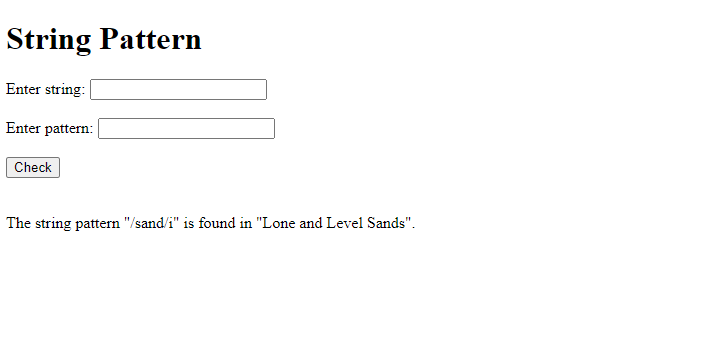 String Pattern
Enter string:
Enter pattern:
Check
The string pattern "/sand/i" is found in "Lone and Level Sands".